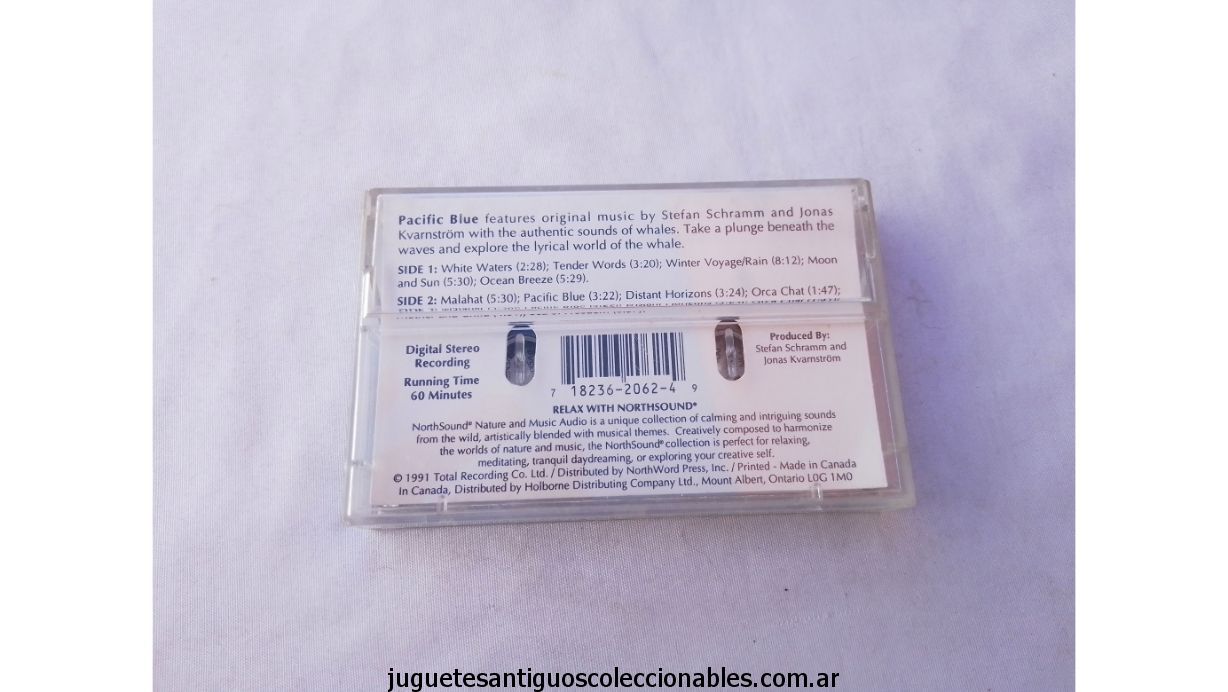 Pacific Blue features original music by Stefan Schramm and Jonas
Kvarnström with the authentic sounds of whales. Take a plunge beneath the
waves and explore the lyrical world of the whale.
SIDE 1: White Waters (2:28); Tender Words (3:20); Winter Voyage/Rain (8:12); Moon
and Sun (5:30); Ocean Breeze (5:29).
SIDE 2: Malahat (5:30); Pacific Blue (3:22); Distant Horizons (3:24); Orca Chat (1:47);
Digital Stereo
Recording
Running Time
60 Minutes
7 18236-2062-4 9
Produced By:
Stefan Schramm and
Jonas Kvarnström
RELAX WITH NORTHSOUND®
NorthSound® Nature and Music Audio is a unique collection of calming and intriguing sounds
from the wild, artistically blended with musical themes. Creatively composed to harmonize
the worlds of nature and music, the NorthSound® collection is perfect for relaxing,
meditating, tranquil daydreaming, or exploring your creative self.
© 1991 Total Recording Co. Ltd. / Distributed by NorthWord Press, Inc. / Printed - Made in Canada
In Canada, Distributed by Holborne Distributing Company Ltd., Mount Albert, Ontario L0G 1M0
juguetesantiguoscoleccionables.com.ar